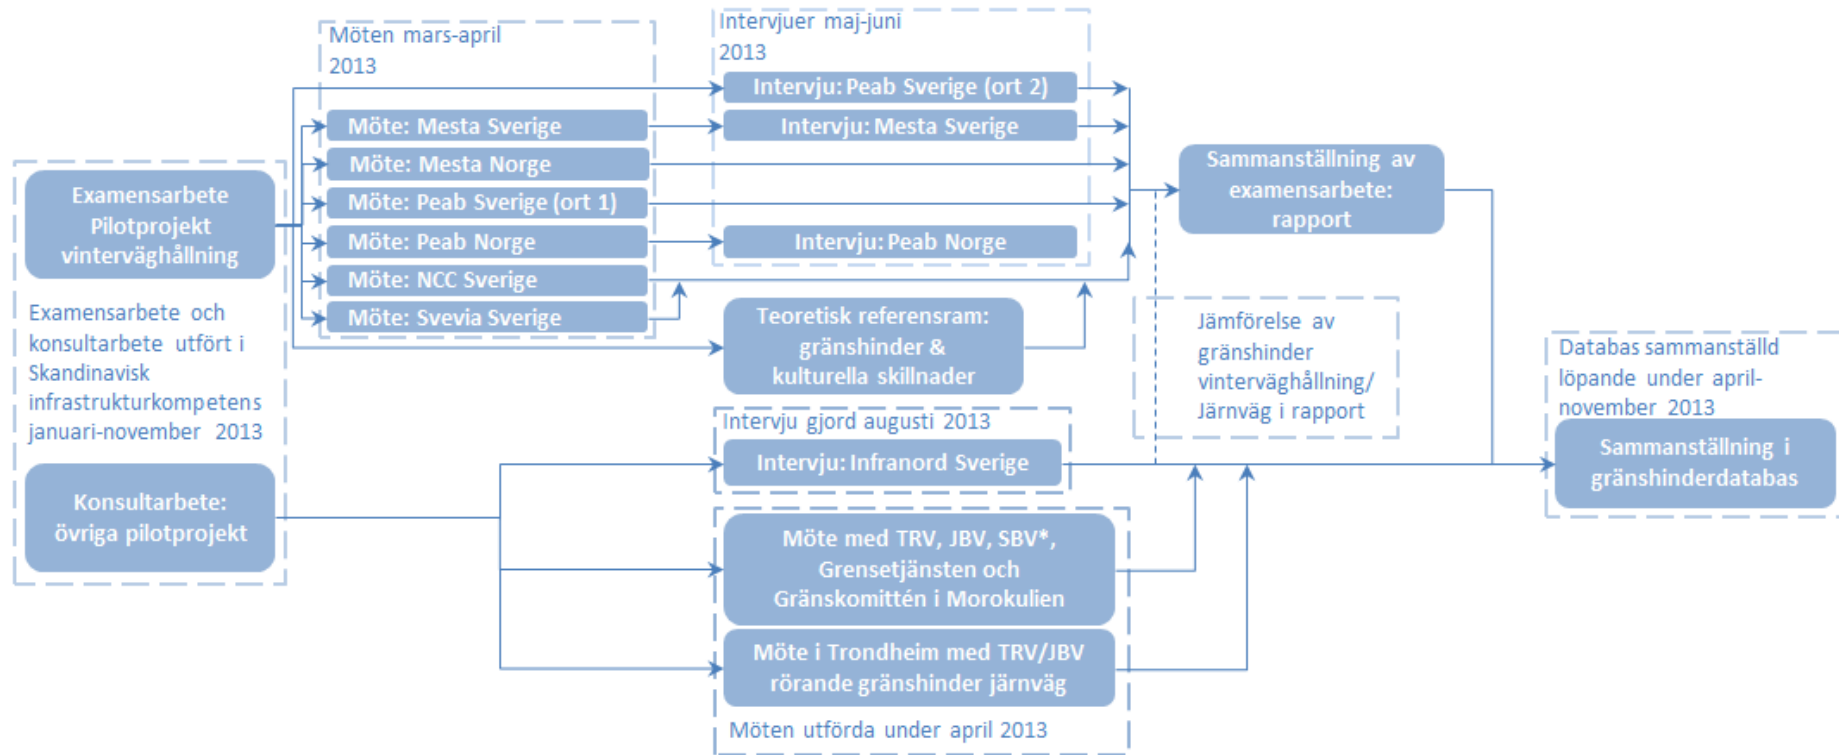 Möten mars-april
2013
Intervjuer maj-juni
2013
Intervju: Peab Sverige (ort 2)
Möte: Mesta Sverige
Intervju: Mesta Sverige
Möte: Mesta Norge
Möte: Peab Sverige (ort 1)
Möte: Peab Norge
Intervju: Peab Norge
Möte: NCC Sverige
Möte: Svevia Sverige
Examensarbete
Pilotprojekt
vinterväghållning
Examensarbete och
konsultarbete utfört i
Skandinavisk
infrastrukturkompetens
januari-november 2013
Konsultarbete:
övriga pilotprojekt
Teoretisk referensram:
gränshinder &
kulturella skillnader
Intervju gjord augusti 2013
Intervju: Infranord Sverige
Möte med TRV, JBV, SBV*,
Grensetjänsten och
Gränskomittén i Morokulien
Möte i Trondheim med TRV/JBV
rörande gränshinder järnväg
Möten utförda under april 2013
Sammanställning av
examensarbete:
rapport
Jämförelse av
gränshinder
vinterväghållning/
Järnväg i rapport
Databas sammanställd
löpande under april-
november 2013
Sammanställning i
gränshinderdatabas